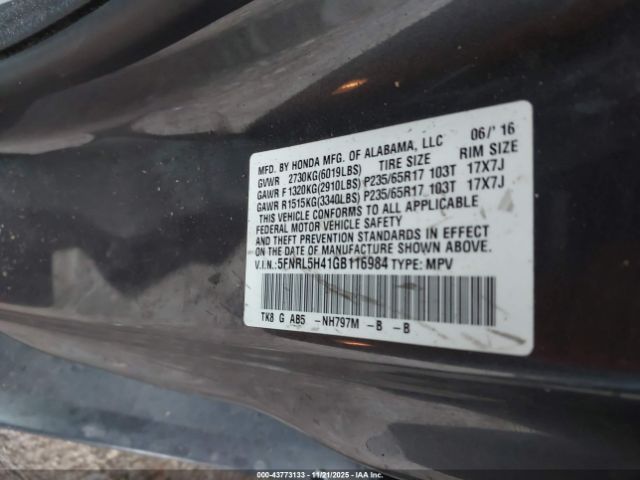 MFD. BY HONDA MFG. OF ALABAMA, LLC 06/'16
GVWR 2730KG(6019LBS) TIRE SIZE RIM SIZE
GAWR F1320KG(2910LBS) P235/65R17 103T 17X7J
GAWR R1515KG(3340LBS) P235/65R17 103T 17X7J
THIS VEHICLE CONFORMS TO ALL APPLICABLE
FEDERAL MOTOR VEHICLE SAFETY
AND THEFT PREVENTION STANDARDS IN EFFECT
ON THE DATE OF MANUFACTURE SHOWN ABOVE.
V.I.N.:5FNRL5H41GB116984 TYPE: MPV
TK8 G AB5 -NH797M -B -B
IAA 00-43773133 - 11/21/2025 - IAAI.COM